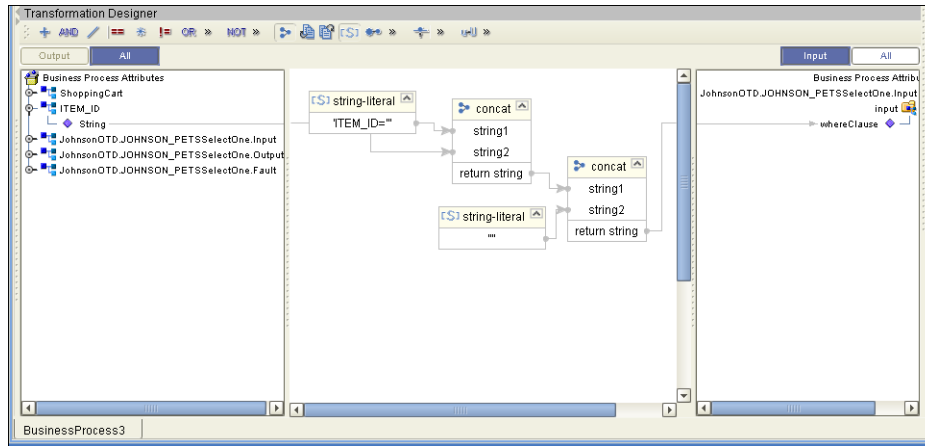 Transformation Designer
AND == != OR » NOT » [S] » » »
Output All Input All
Business Process Attributes
ShoppingCart
ITEM_ID
String
JohnsonOTD.JOHNSON_PETSSelectOne.Input
JohnsonOTD.JOHNSON_PETSSelectOne.Output
JohnsonOTD.JOHNSON_PETSSelectOne.Fault
[S] string-literal
'ITEM_ID='"
concat
string1
string2
return string
[S] string-literal
""
concat
string1
string2
return string
Business Process Attribu
JohnsonOTD.JOHNSON_PETSSelectOne.Input
input
whereClause
BusinessProcess3